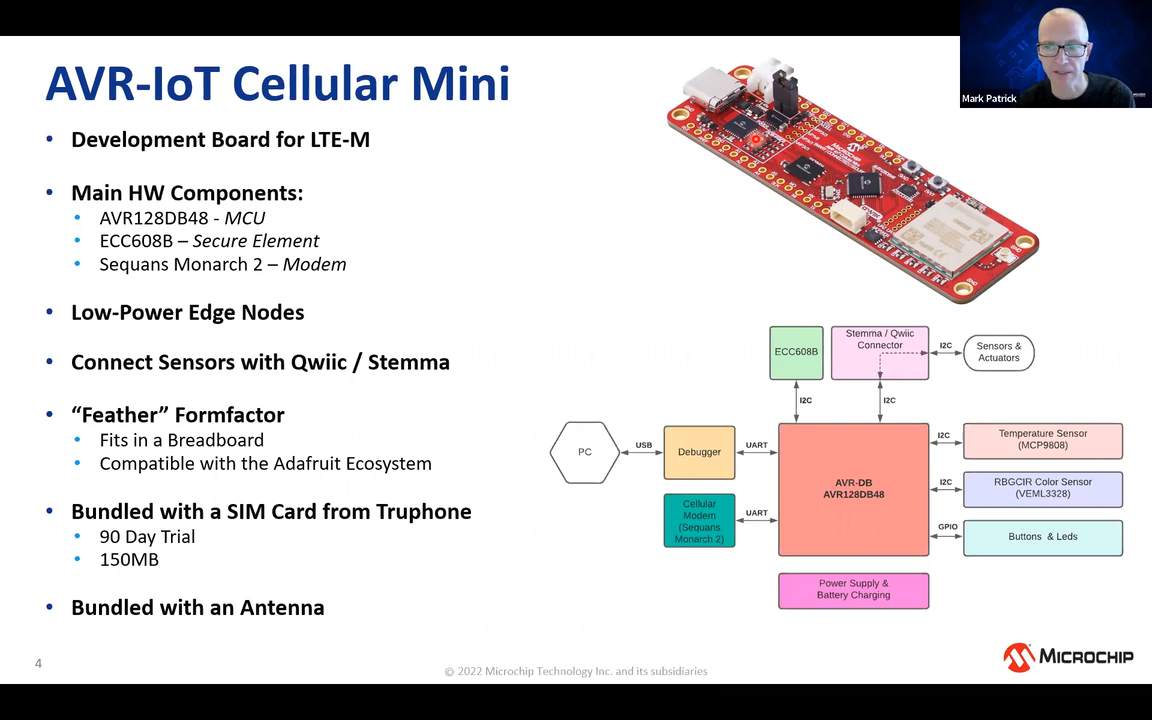 AVR-IoT Cellular Mini
Mark Patrick
• Development Board for LTE-M
• Main HW Components:
• AVR128DB48 - MCU
• ECC608B – Secure Element
• Sequans Monarch 2 – Modem
• Low-Power Edge Nodes
• Connect Sensors with Qwiic / Stemma
• “Feather” Formfactor
• Fits in a Breadboard
• Compatible with the Adafruit Ecosystem
• Bundled with a SIM Card from Truphone
• 90 Day Trial
• 150MB
• Bundled with an Antenna
MICROCHIP
ECC608B
Stemma / Qwiic
Connector
I2C
Sensors &
Actuators
I2C
I2C
PC
USB
Debugger
UART
Cellular
Modem
(Sequans
Monarch 2)
UART
AVR-DB
AVR128DB48
I2C
Temperature Sensor
(MCP9808)
I2C
RBGCIR Color Sensor
(VEML3328)
GPIO
Buttons & Leds
Power Supply &
Battery Charging
4
© 2022 Microchip Technology Inc. and its subsidiaries
MICROCHIP